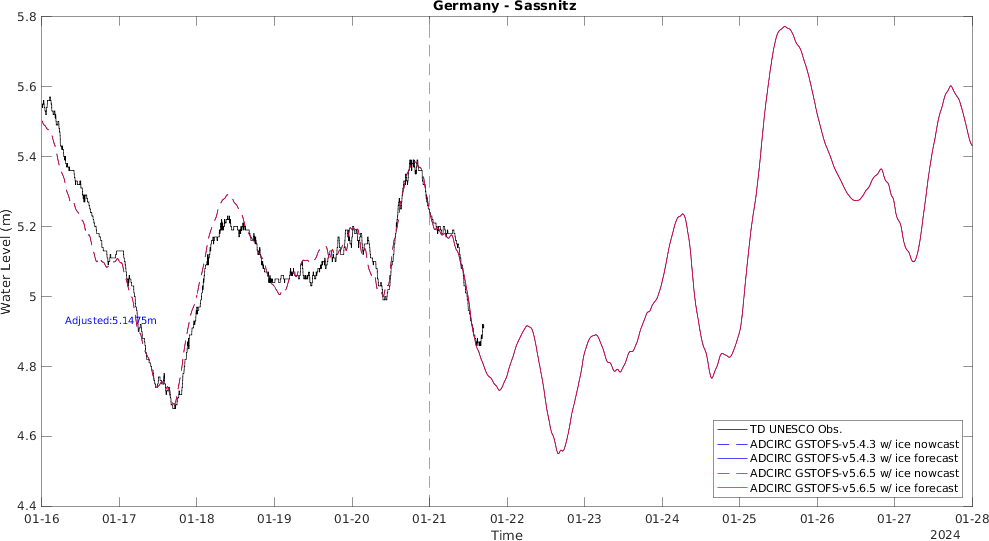 Germany - Sassnitz
5.8
5.6
5.4
5.2
5
4.8
4.6
4.4
Water Level (m)
Adjusted:5.1475m
TD UNESCO Obs.
ADCIRC GSTOFS-v5.4.3 w/ ice nowcast
ADCIRC GSTOFS-v5.4.3 w/ ice forecast
ADCIRC GSTOFS-v5.6.5 w/ ice nowcast
ADCIRC GSTOFS-v5.6.5 w/ ice forecast
01-16 01-17 01-18 01-19 01-20 01-21 01-22 01-23 01-24 01-25 01-26 01-27 01-28
Time
2024